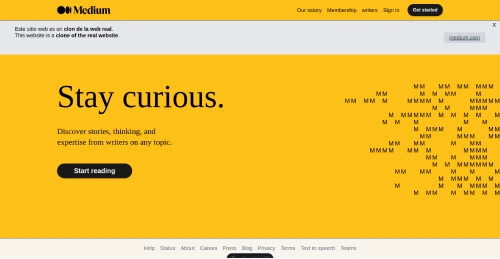 Medium
Our story Membership writers Sign in Get started
X
Este sitio web es un clon de la web real.
This website is a clone of the real website.
medium.com
Stay curious.
Discover stories, thinking, and
expertise from writers on any topic.
Start reading
Help Status About Careers Press Blog Privacy Terms Text to speech Teams